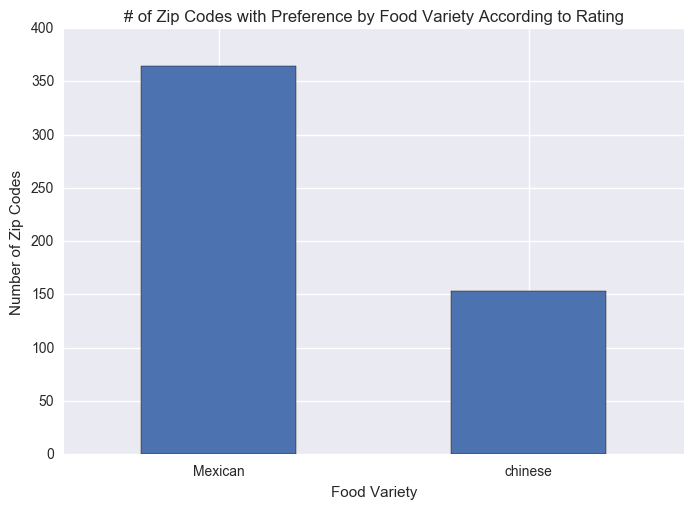 # of Zip Codes with Preference by Food Variety According to Rating
400
350
300
250
200
150
100
50
0
Number of Zip Codes
Mexican
chinese
Food Variety